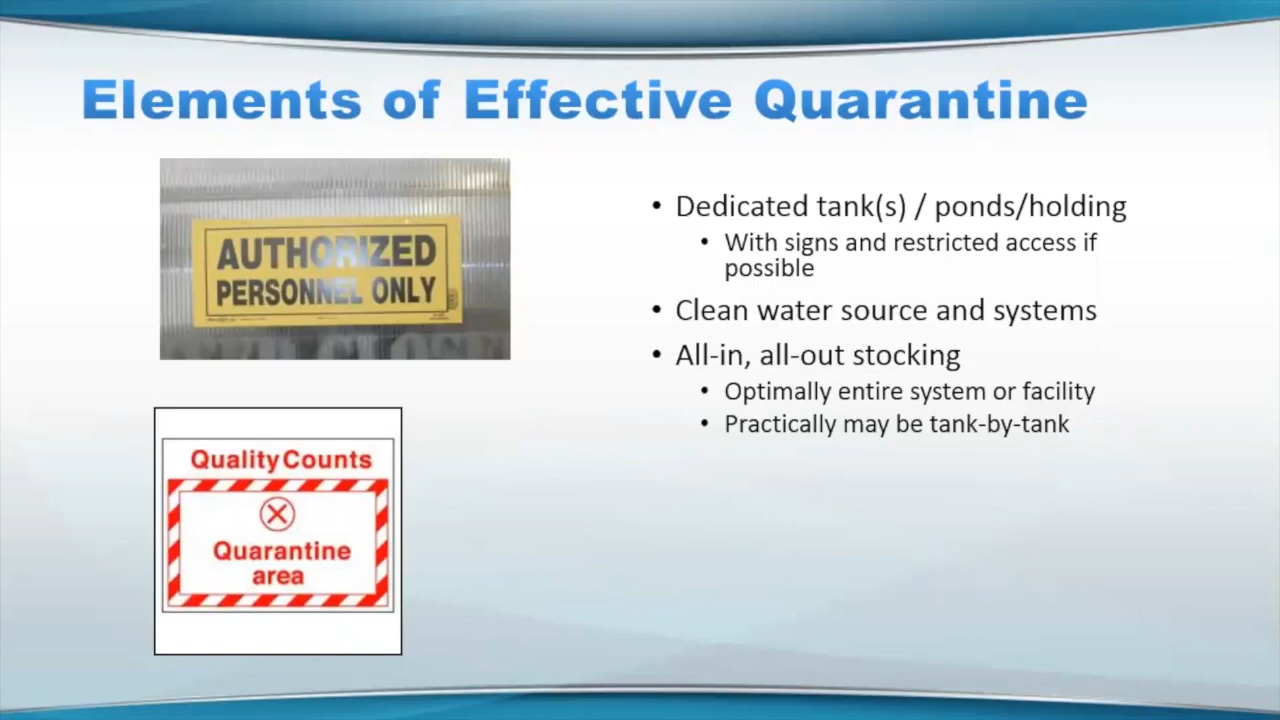 Elements of Effective Quarantine
AUTHORIZED
PERSONNEL ONLY
Quality Counts
Quarantine
area
• Dedicated tank(s) / ponds/holding
• With signs and restricted access if
possible
• Clean water source and systems
• All-in, all-out stocking
• Optimally entire system or facility
• Practically may be tank-by-tank